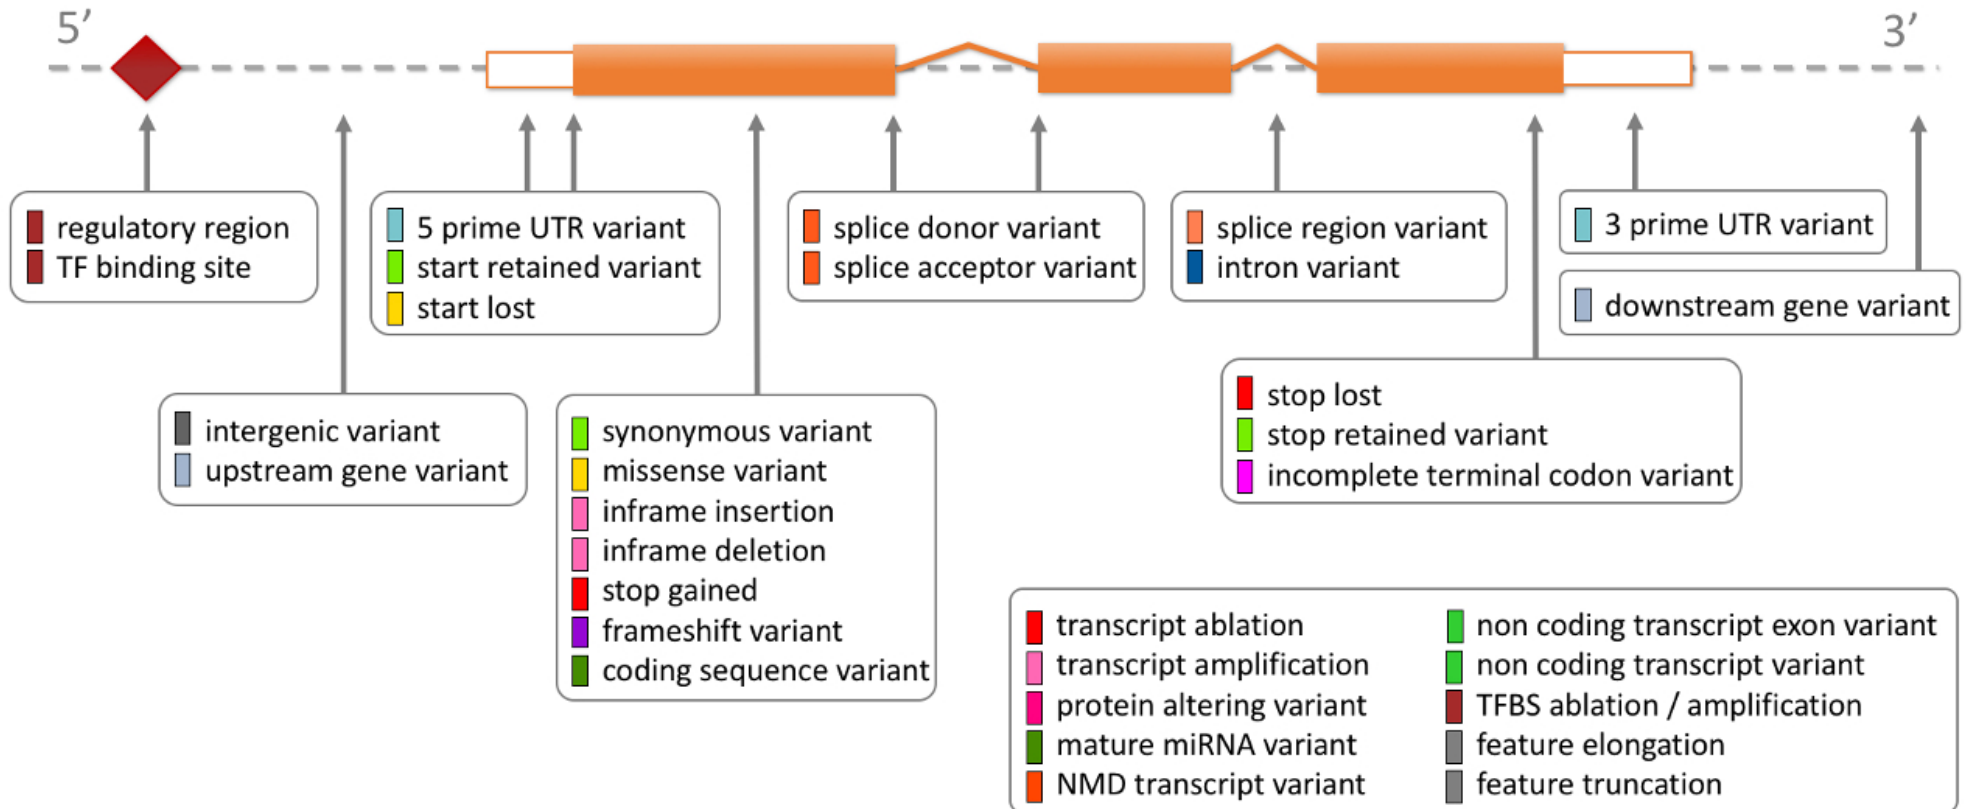 5’
3’
regulatory region
TF binding site
5 prime UTR variant
start retained variant
start lost
splice donor variant
splice acceptor variant
splice region variant
intron variant
3 prime UTR variant
downstream gene variant
intergenic variant
upstream gene variant
synonymous variant
missense variant
inframe insertion
inframe deletion
stop gained
frameshift variant
coding sequence variant
stop lost
stop retained variant
incomplete terminal codon variant
transcript ablation
transcript amplification
protein altering variant
mature miRNA variant
NMD transcript variant
non coding transcript exon variant
non coding transcript variant
TFBS ablation / amplification
feature elongation
feature truncation